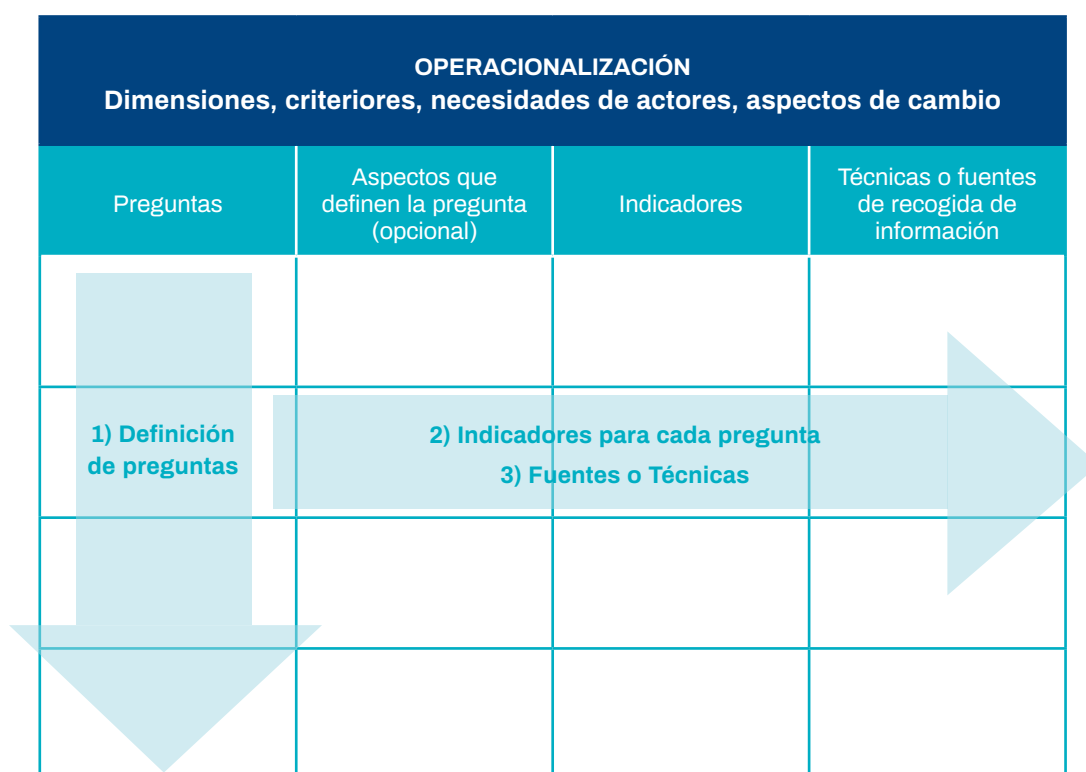 OPERACIONALIZACIÓN
Dimensiones, criteriores, necesidades de actores, aspectos de cambio
Preguntas
Aspectos que
definen la pregunta
(opcional)
Indicadores
Técnicas o fuentes
de recogida de
información
1) Definición
de preguntas
2) Indicadores para cada pregunta
3) Fuentes o Técnicas